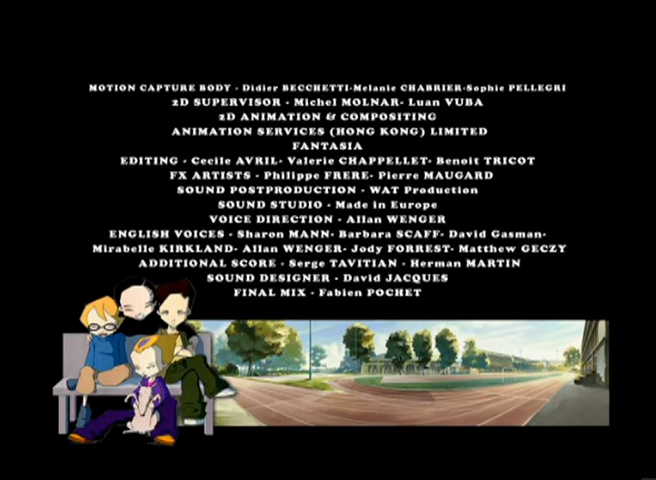 MOTION CAPTURE BODY - Didier BECCHETTI-Melanie CHABRIER-Sophie PELLEGRI
2D SUPERVISOR - Michel MOLNAR- Luan VUBA
2D ANIMATION & COMPOSITING
ANIMATION SERVICES (HONG KONG) LIMITED
FANTASIA
EDITING - Cecile AVRIL- Valerie CHAPPELLET- Benoit TRICOT
FX ARTISTS - Philippe FRERE- Pierre MAUGARD
SOUND POSTPRODUCTION - WAT Production
SOUND STUDIO - Made in Europe
VOICE DIRECTION - Allan WENGER
ENGLISH VOICES - Sharon MANN- Barbara SCAFF- David Gasman-
Mirabelle KIRKLAND- Allan WENGER- Jody FORREST- Matthew GECZY
ADDITIONAL SCORE - Serge TAVITIAN - Herman MARTIN
SOUND DESIGNER - David JACQUES
FINAL MIX - Fabien POCHET